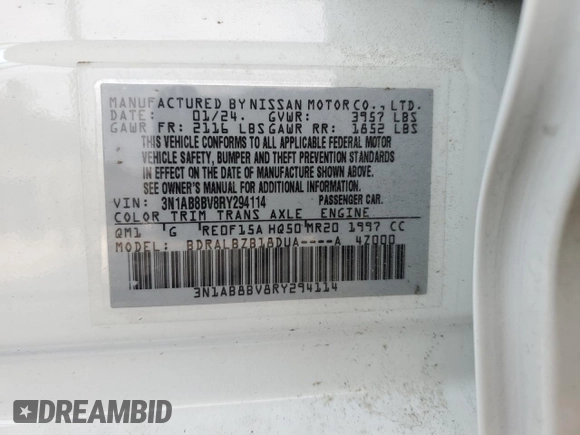 MANUFACTURED BY NISSAN MOTOR CO., LTD.
DATE: 01/24. GVWR: 3957 LBS
GAWR FR: 2116 LBS GAWR RR: 1852 LBS
THIS VEHICLE CONFORMS TO ALL APPLICABLE FEDERAL MOTOR
VEHICLE SAFETY, BUMPER AND THEFT PREVENTION STANDARDS
IN EFFECT ON THE DATE OF MANUFACTURE SHOWN ABOVE.
SEE OWNER'S MANUAL FOR ADDITIONAL INFORMATION.
VIN: 3N1AB8BV8RY294114 PASSENGER CAR.
COLOR TRIM TRANS AXLE ENGINE
QM1 G RE0F15A HQ50 MR20 1997 CC
MODEL: BDRALBZB18DUA----A 4Z000
3N1AB8BV8RY294114
DREAMBID